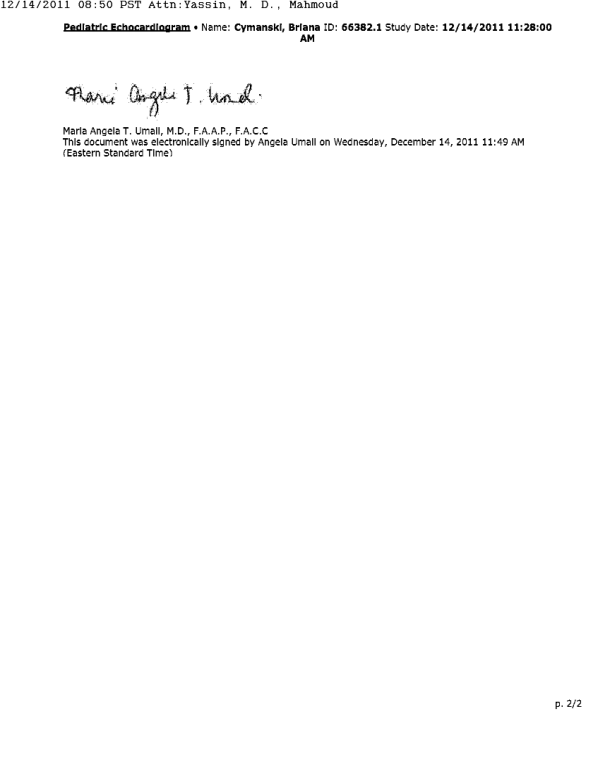 12/14/2011 08:50 PST Attn:Yassin, M. D., Mahmoud
Pediatric Echocardiogram • Name: Cymanski, Briana ID: 66382.1 Study Date: 12/14/2011 11:28:00
AM
Maria Angela T. Umali
Maria Angela T. Umali, M.D., F.A.A.P., F.A.C.C
This document was electronically signed by Angela Umali on Wednesday, December 14, 2011 11:49 AM
(Eastern Standard Time)
p. 2/2